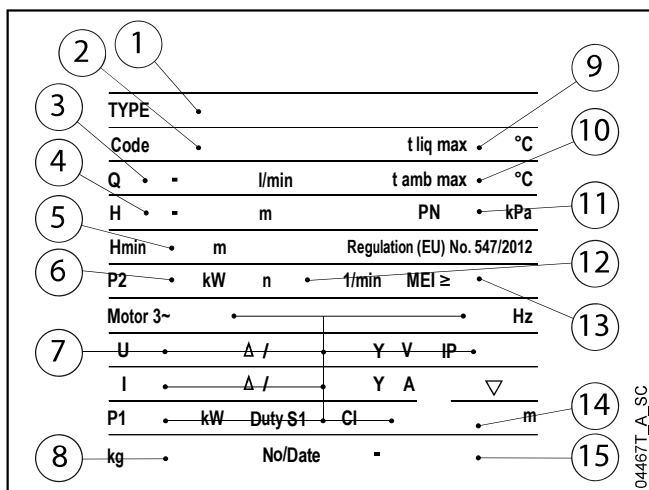 1
2
9
3
TYPE
10
Code t liq max °C
4
Q - l/min t amb max °C
11
5
H - m PN kPa
Hmin m Regulation (EU) No. 547/2012
6
12
P2 kW n 1/min MEI ≥
13
Motor 3~ Hz
7
U Δ / Y V IP
I Δ / Y A ▽
14
P1 kW Duty S1 Cl m
8
kg No/Date -
15
04467T_A_SC